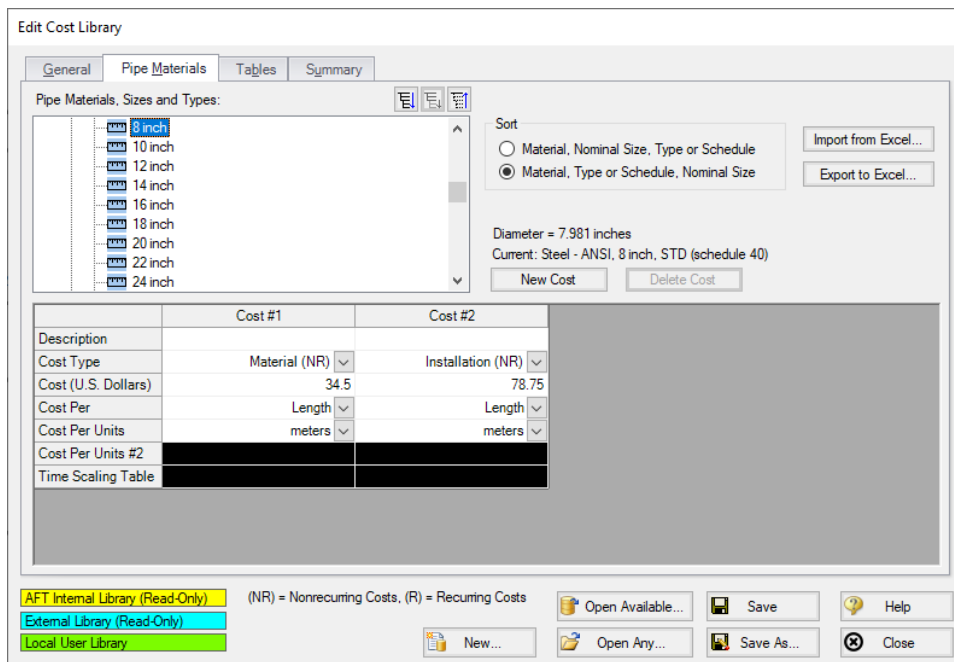 Edit Cost Library
General Pipe Materials Tables Summary
Pipe Materials, Sizes and Types:
8 inch
10 inch
12 inch
14 inch
16 inch
18 inch
20 inch
22 inch
24 inch
Sort
Material, Nominal Size, Type or Schedule
Material, Type or Schedule, Nominal Size
Import from Excel...
Export to Excel...
Diameter = 7.981 inches
Current: Steel - ANSI, 8 inch, STD (schedule 40)
New Cost Delete Cost
Cost #1 Cost #2
Description
Cost Type Material (NR) Installation (NR)
Cost (U.S. Dollars) 34.5 78.75
Cost Per Length Length
Cost Per Units meters meters
Cost Per Units #2
Time Scaling Table
AFT Internal Library (Read-Only)
External Library (Read-Only)
Local User Library
(NR) = Nonrecurring Costs, (R) = Recurring Costs
Open Available... Save Help
New... Open Any... Save As... Close